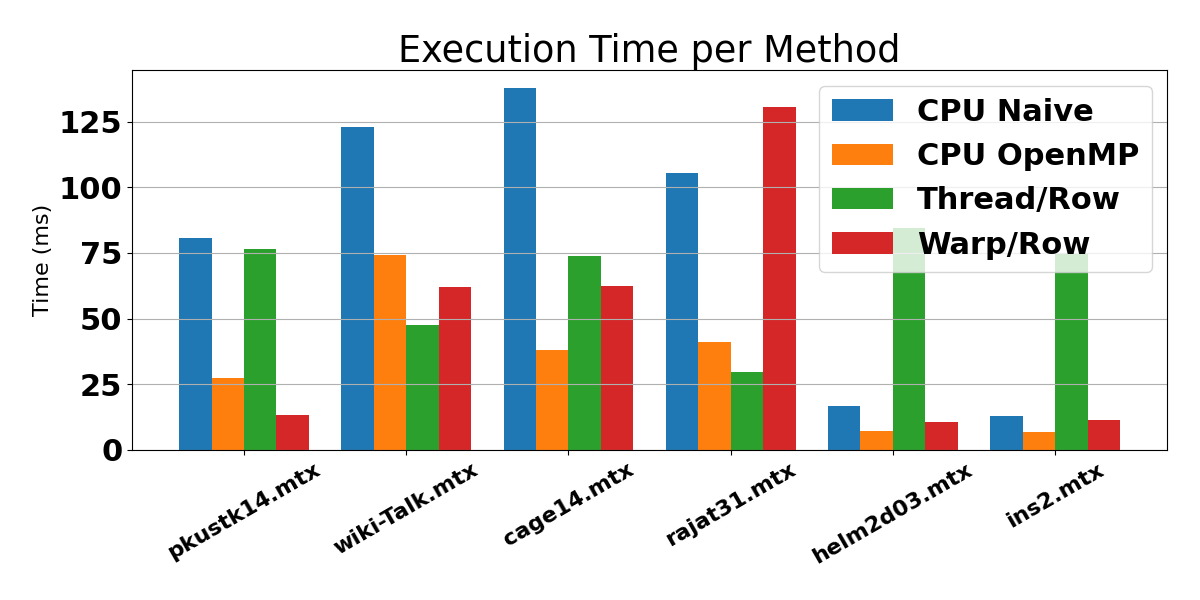 Execution Time per Method
Time (ms)
125
100
75
50
25
0
CPU Naive
CPU OpenMP
Thread/Row
Warp/Row
pkustk14.mtx
wiki-Talk.mtx
cage14.mtx
rajat31.mtx
helm2d03.mtx
ins2.mtx